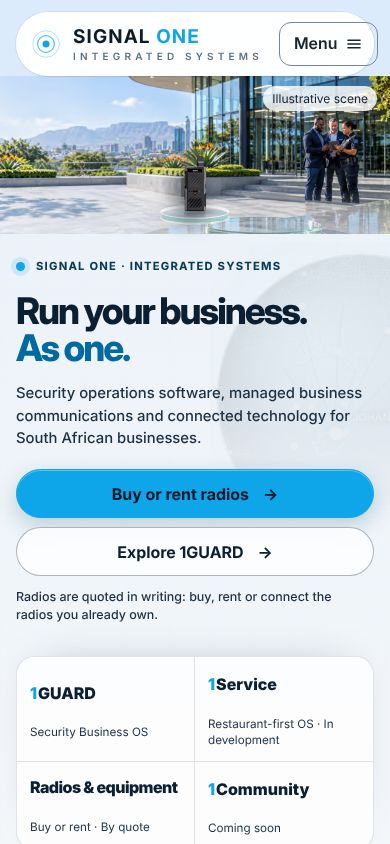 SIGNAL ONE
INTEGRATED SYSTEMS
Menu
Illustrative scene
SIGNAL ONE · INTEGRATED SYSTEMS
Run your business.
As one.
Security operations software, managed business
communications and connected technology for
South African businesses.
Buy or rent radios →
Explore 1GUARD →
Radios are quoted in writing: buy, rent or connect the
radios you already own.
1GUARD
Security Business OS
1Service
Restaurant-first OS · In
development
Radios & equipment
Buy or rent · By quote
1Community
Coming soon